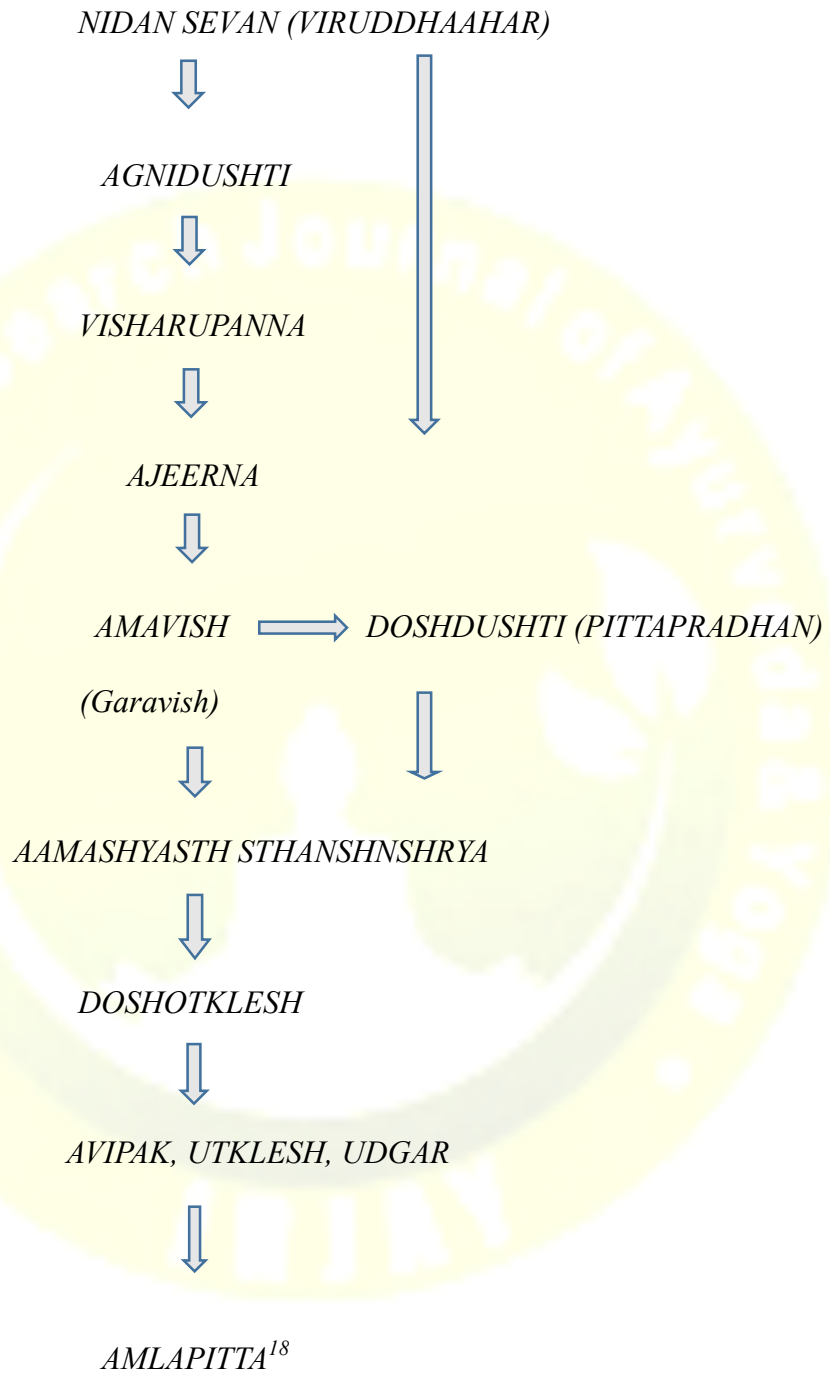 NIDAN SEVAN (VIRUDDHAAHAR)
AGNIDUSHTI
VISHARUPANNA
AJEERNA
AMAVISH DOSHDUSHTI (PITTAPRADHAN)
(Garavish)
AAMASHYASTH STHANSHNSHRYA
DOSHOTKLESH
AVIPAK, UTKLESH, UDGAR
AMLAPITTA18